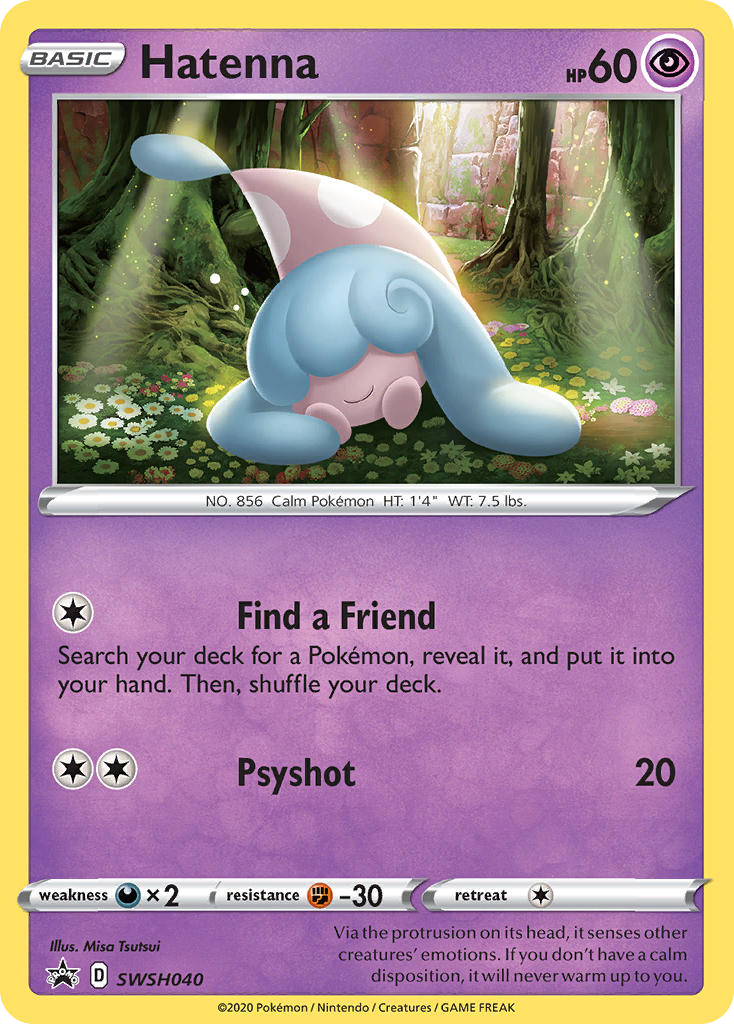 BASIC
Hatenna
HP60
NO. 856 Calm Pokémon HT: 1'4" WT: 7.5 lbs.
Find a Friend
Search your deck for a Pokémon, reveal it, and put it into
your hand. Then, shuffle your deck.
Psyshot 20
weakness ×2 resistance -30 retreat
Illus. Misa Tsutsui
Via the protrusion on its head, it senses other
creatures' emotions. If you don't have a calm
disposition, it will never warm up to you.
PROMO D SWSH040
©2020 Pokémon / Nintendo / Creatures / GAME FREAK